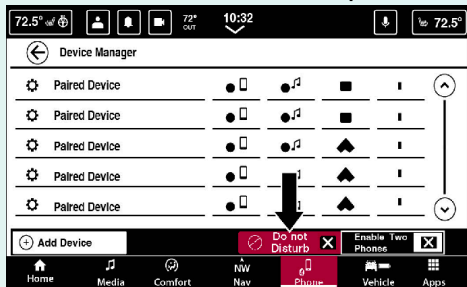 72.5° 72° OUT 10:32 72.5°
Device Manager
Paired Device
Paired Device
Paired Device
Paired Device
Paired Device
Add Device
Do not
Disturb
Enable Two
Phones
Home Media Comfort Nav Phone Vehicle Apps
NW